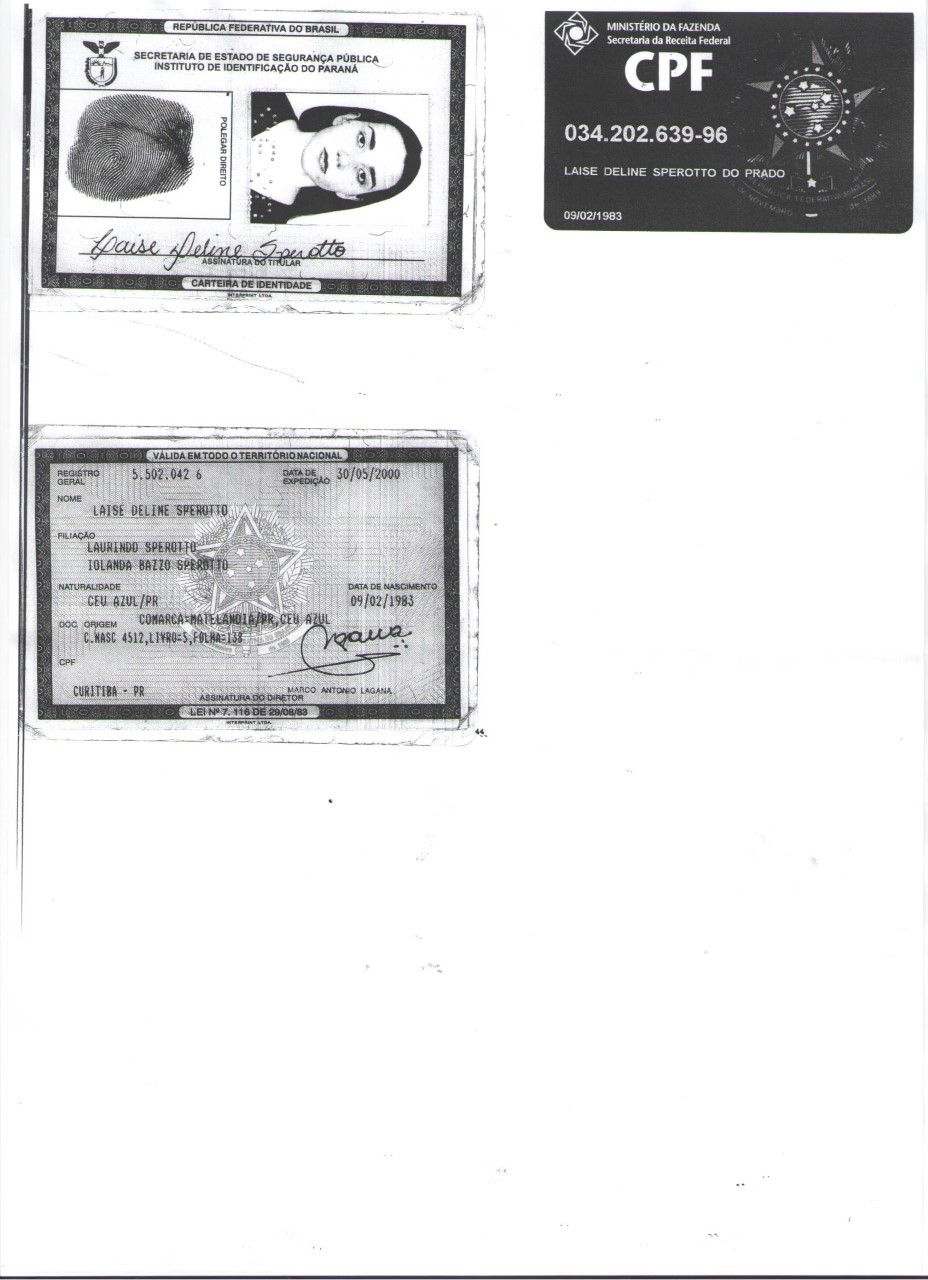 REPÚBLICA FEDERATIVA DO BRASIL
SECRETARIA DE ESTADO DE SEGURANÇA PÚBLICA
INSTITUTO DE IDENTIFICAÇÃO DO PARANÁ
POLEGAR DIREITO
Laise Deline Sperotto
ASSINATURA DO TITULAR
CARTEIRA DE IDENTIDADE
INTERPRINT LTDA.
MINISTÉRIO DA FAZENDA
Secretaria da Receita Federal
CPF
034.202.639-96
LAISE DELINE SPEROTTO DO PRADO
09/02/1983
VÁLIDA EM TODO O TERRITÓRIO NACIONAL
REGISTRO GERAL 5.502.042 6 DATA DE EXPEDIÇÃO 30/05/2000
NOME
LAISE DELINE SPEROTTO
FILIAÇÃO
LAURINDO SPEROTTO
IOLANDA BAZZO SPEROTTO
NATURALIDADE DATA DE NASCIMENTO
CEU AZUL/PR 09/02/1983
DOC. ORIGEM COMARCA=MATELANDIA/PR,CEU AZUL
C.NASC 4512,LIVRO=5,FOLHA=138
CPF
CURITIBA - PR MARCO ANTONIO LAGANA
ASSINATURA DO DIRETOR
LEI Nº 7.116 DE 29/08/83
INTERPRINT LTDA.